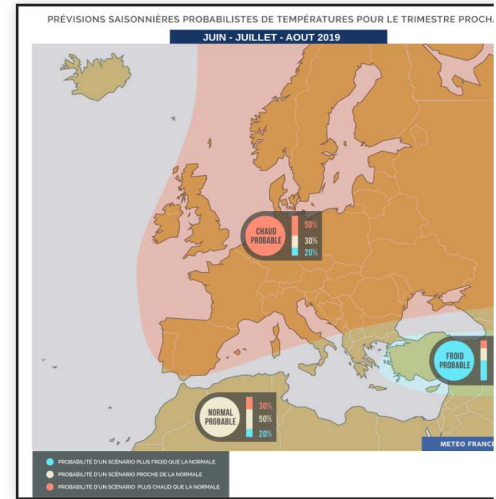 PRÉVISIONS SAISONNIÈRES PROBABILISTES DE TEMPÉRATURES POUR LE TRIMESTRE PROCHA
JUIN - JUILLET - AOUT 2019
CHAUD
PROBABLE
50%
30%
20%
FROID
PROBABLE
NORMAL
PROBABLE
30%
50%
20%
METEO FRANCE
PROBABILITÉ D'UN SCÉNARIO PLUS FROID QUE LA NORMALE
PROBABILITÉ D'UN SCÉNARIO PROCHE DE LA NORMALE
PROBABILITÉ D'UN SCÉNARIO PLUS CHAUD QUE LA NORMALE